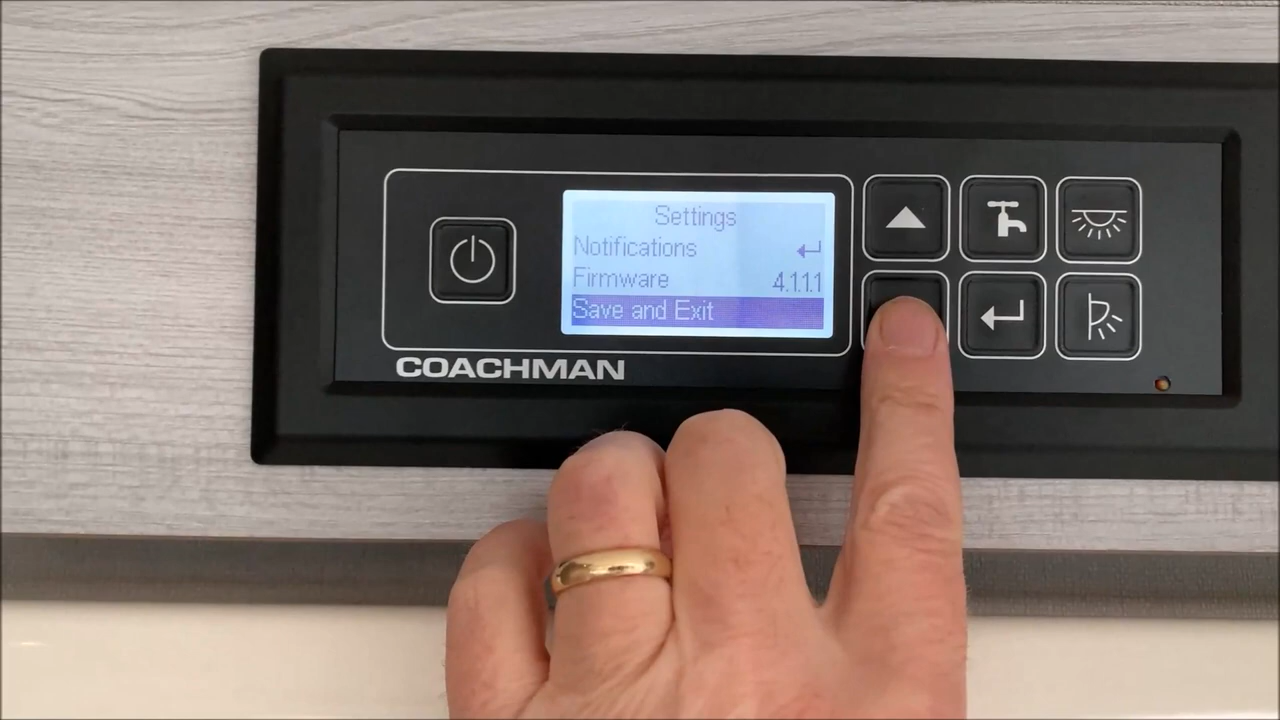 Settings
Notifications
Firmware 4.1.1.1
Save and Exit
COACHMAN